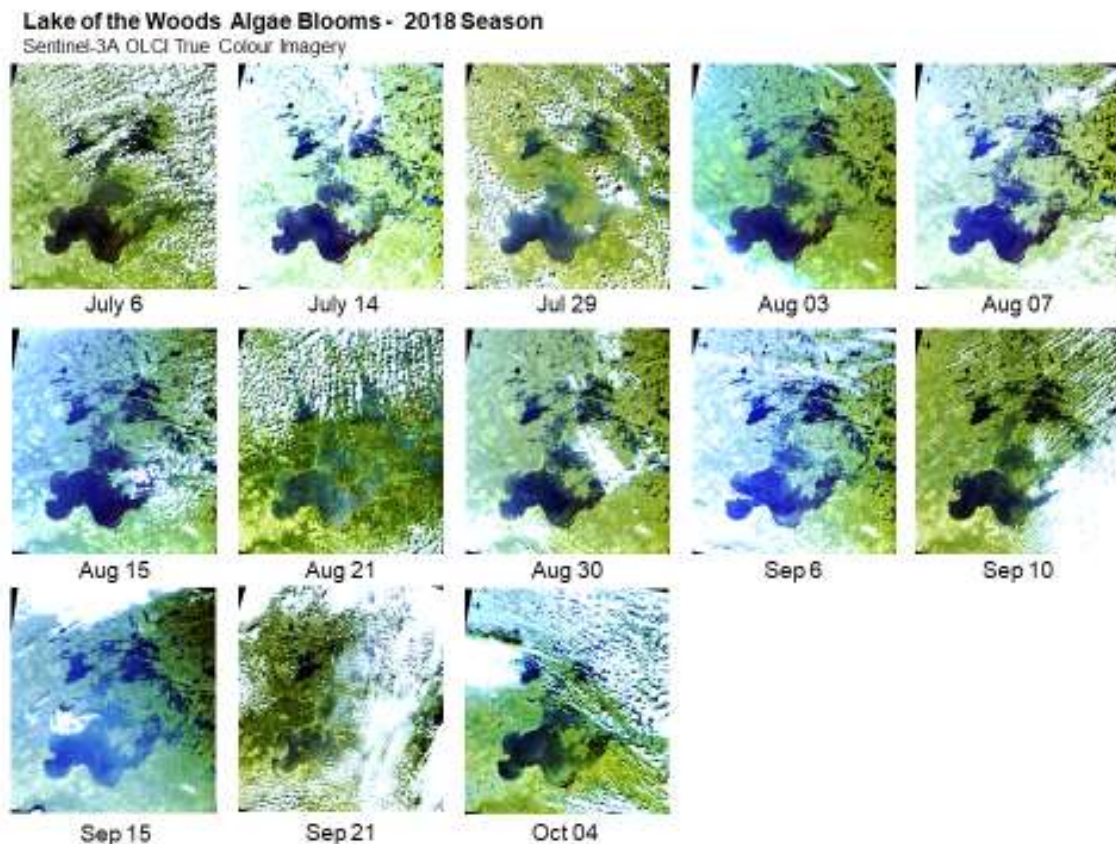 Lake of the Woods Algae Blooms - 2018 Season
Sentinel-3A OLCI True Colour Imagery
July 6
July 14
Jul 29
Aug 03
Aug 07
Aug 15
Aug 21
Aug 30
Sep 6
Sep 10
Sep 15
Sep 21
Oct 04